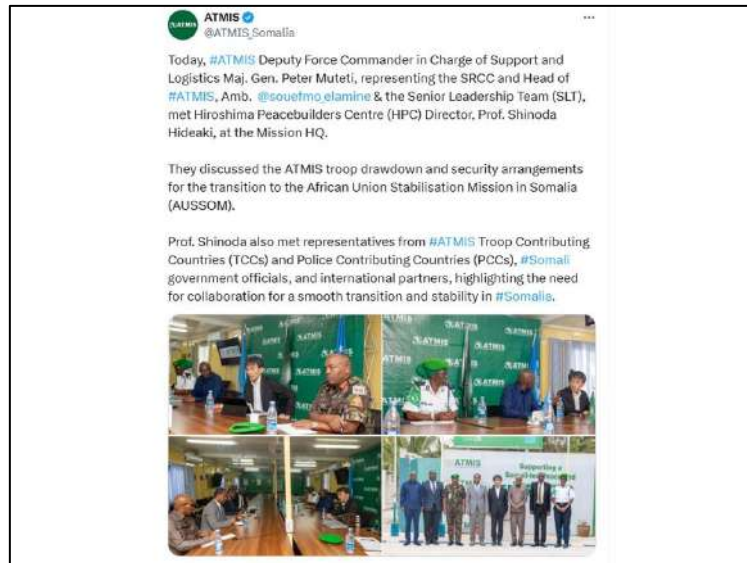 ATMIS
@ATMIS_Somalia
Today, #ATMIS Deputy Force Commander in Charge of Support and
Logistics Maj. Gen. Peter Muteti, representing the SRCC and Head of
#ATMIS, Amb. @souefmo_elamine & the Senior Leadership Team (SLT),
met Hiroshima Peacebuilders Centre (HPC) Director, Prof. Shinoda
Hideaki, at the Mission HQ.
They discussed the ATMIS troop drawdown and security arrangements
for the transition to the African Union Stabilisation Mission in Somalia
(AUSSOM).
Prof. Shinoda also met representatives from #ATMIS Troop Contributing
Countries (TCCs) and Police Contributing Countries (PCCs), #Somali
government officials, and international partners, highlighting the need
for collaboration for a smooth transition and stability in #Somalia.
ATMIS
ATMIS
ATMIS
ATMIS
ATMIS
ATMIS
Supporting a